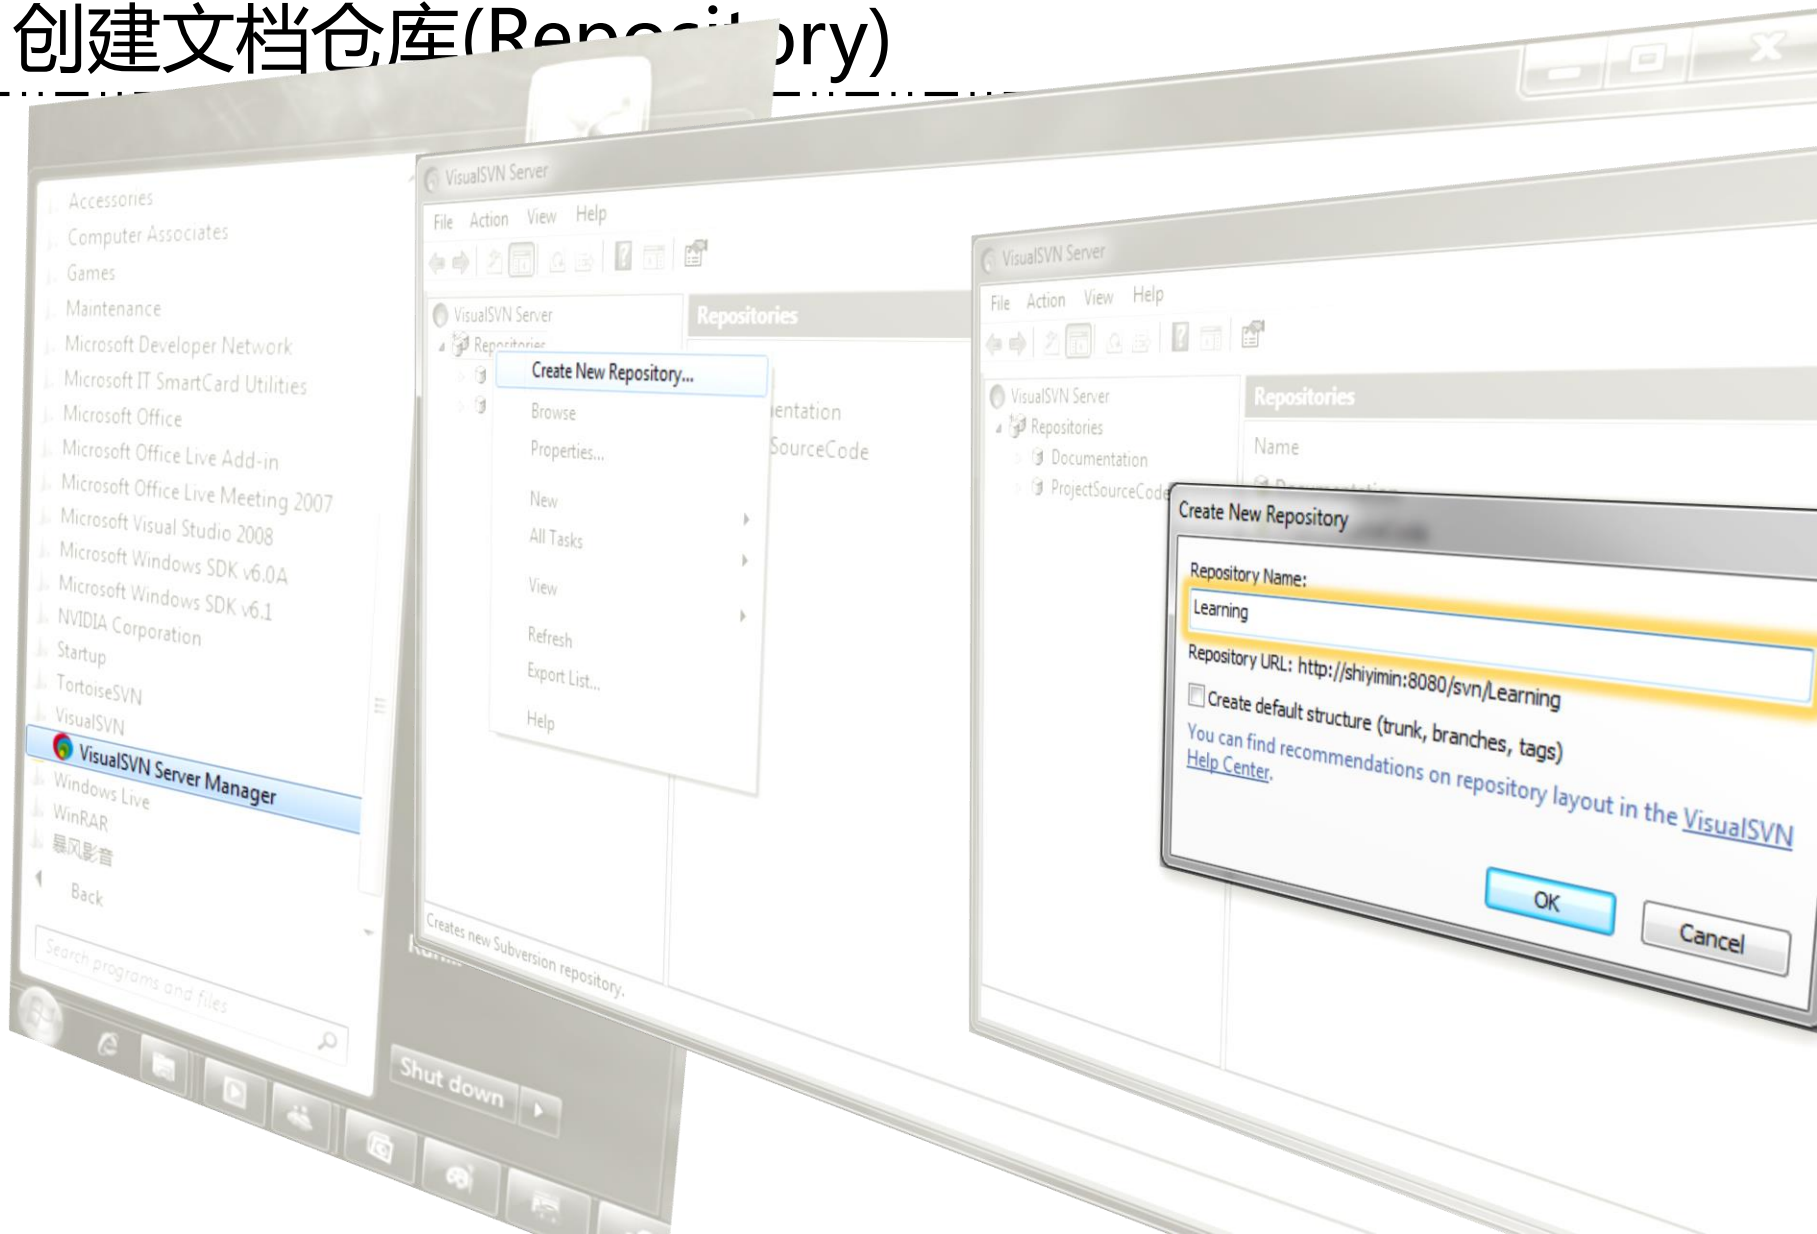 创建文档仓库(Repository)
Accessories
Computer Associates
Games
Maintenance
Microsoft Developer Network
Microsoft IT SmartCard Utilities
Microsoft Office
Microsoft Office Live Add-in
Microsoft Office Live Meeting 2007
Microsoft Visual Studio 2008
Microsoft Windows SDK v6.0A
Microsoft Windows SDK v6.1
NVIDIA Corporation
Startup
TortoiseSVN
VisualSVN
VisualSVN Server Manager
Windows Live
WinRAR
暴风影音
Back
Search programs and files
Shut down
VisualSVN Server
File Action View Help
VisualSVN Server
Repositories
Repositories
Create New Repository...
Browse
Properties...
New
All Tasks
View
Refresh
Export List...
Help
entation
SourceCode
Creates new Subversion repository.
VisualSVN Server
File Action View Help
VisualSVN Server
Repositories
Documentation
ProjectSourceCode
Repositories
Name
Documentation
Create New Repository
Repository Name:
Learning
Repository URL: http://shiyimin:8080/svn/Learning
Create default structure (trunk, branches, tags)
You can find recommendations on repository layout in the VisualSVN
Help Center.
OK
Cancel